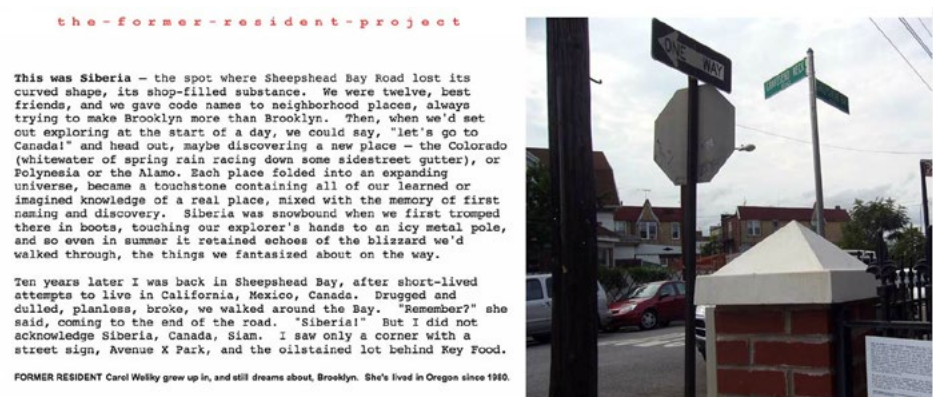 the-former-resident-project
This was Siberia — the spot where Sheepshead Bay Road lost its
curved shape, its shop-filled substance. We were twelve, best
friends, and we gave code names to neighborhood places, always
trying to make Brooklyn more than Brooklyn. Then, when we'd set
out exploring at the start of a day, we could say, "let's go to
Canada!" and head out, maybe discovering a new place — the Colorado
(whitewater of spring rain racing down some sidestreet gutter), or
Polynesia or the Alamo. Each place folded into an expanding
universe, became a touchstone containing all of our learned or
imagined knowledge of a real place, mixed with the memory of first
naming and discovery. Siberia was snowbound when we first tromped
there in boots, touching our explorer's hands to an icy metal pole,
and so even in summer it retained echoes of the blizzard we'd
walked through, the things we fantasized about on the way.
Ten years later I was back in Sheepshead Bay, after short-lived
attempts to live in California, Mexico, Canada. Drugged and
dulled, planless, broke, we walked around the Bay. "Remember?" she
said, coming to the end of the road. "Siberia!" But I did not
acknowledge Siberia, Canada, Siam. I saw only a corner with a
street sign, Avenue X Park, and the oilstained lot behind Key Food.
FORMER RESIDENT Carol Weliky grew up in, and still dreams about, Brooklyn. She's lived in Oregon since 1980.
ONE WAY